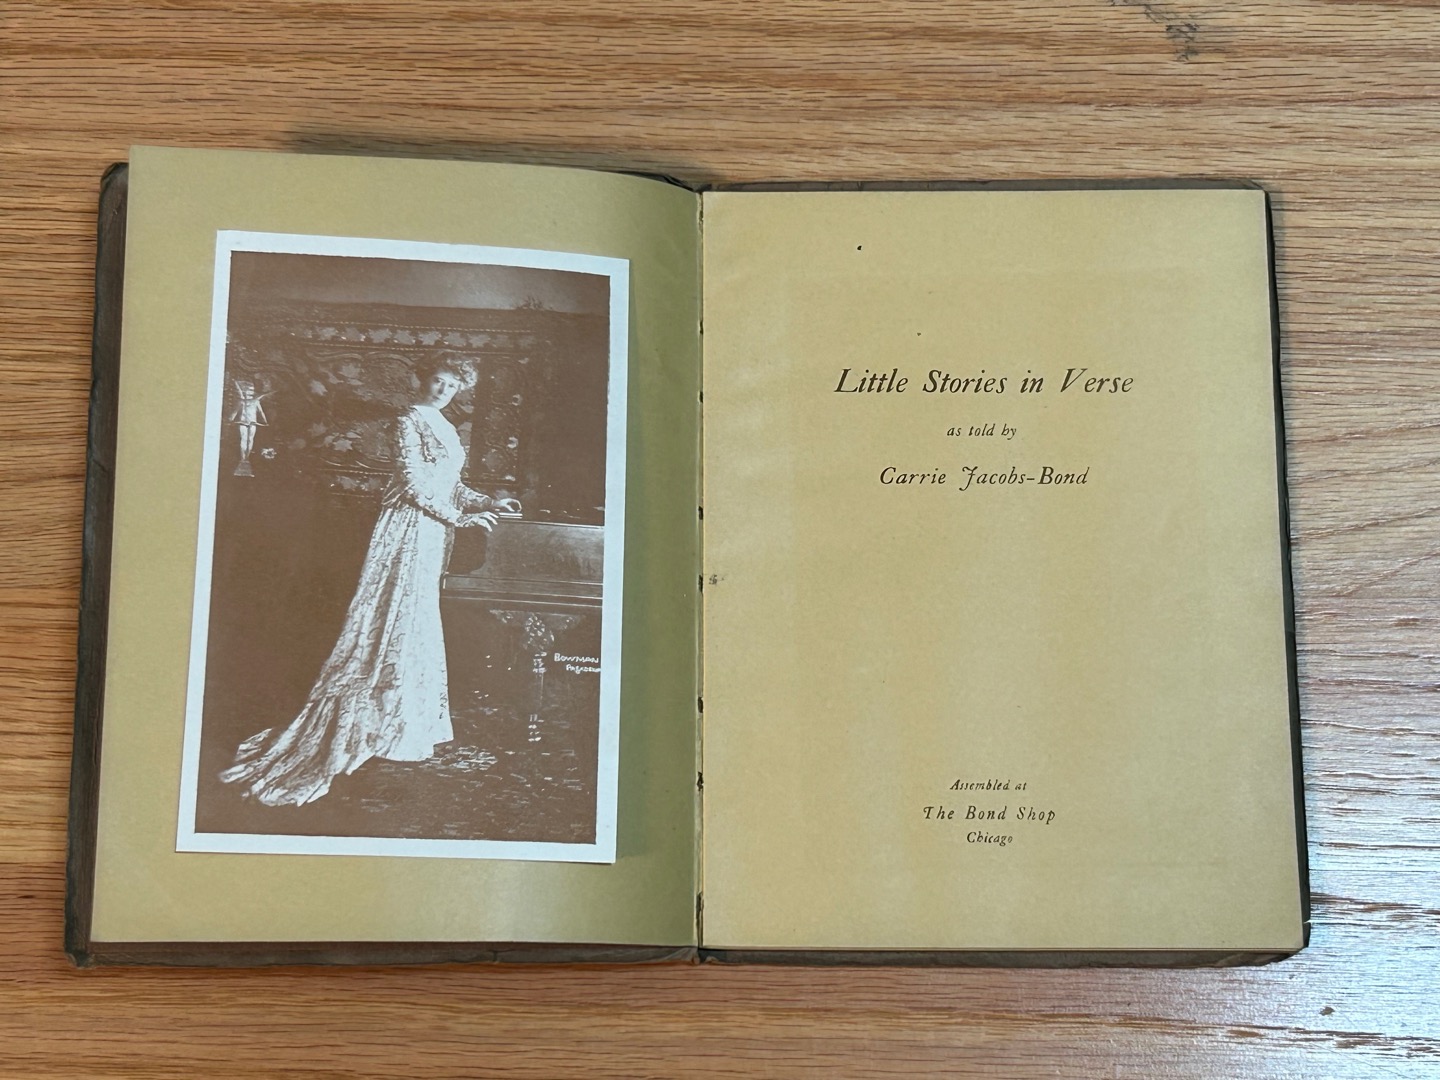 BOWMAN
Little Stories in Verse
as told by
Carrie Jacobs-Bond
Assembled at
The Bond Shop
Chicago